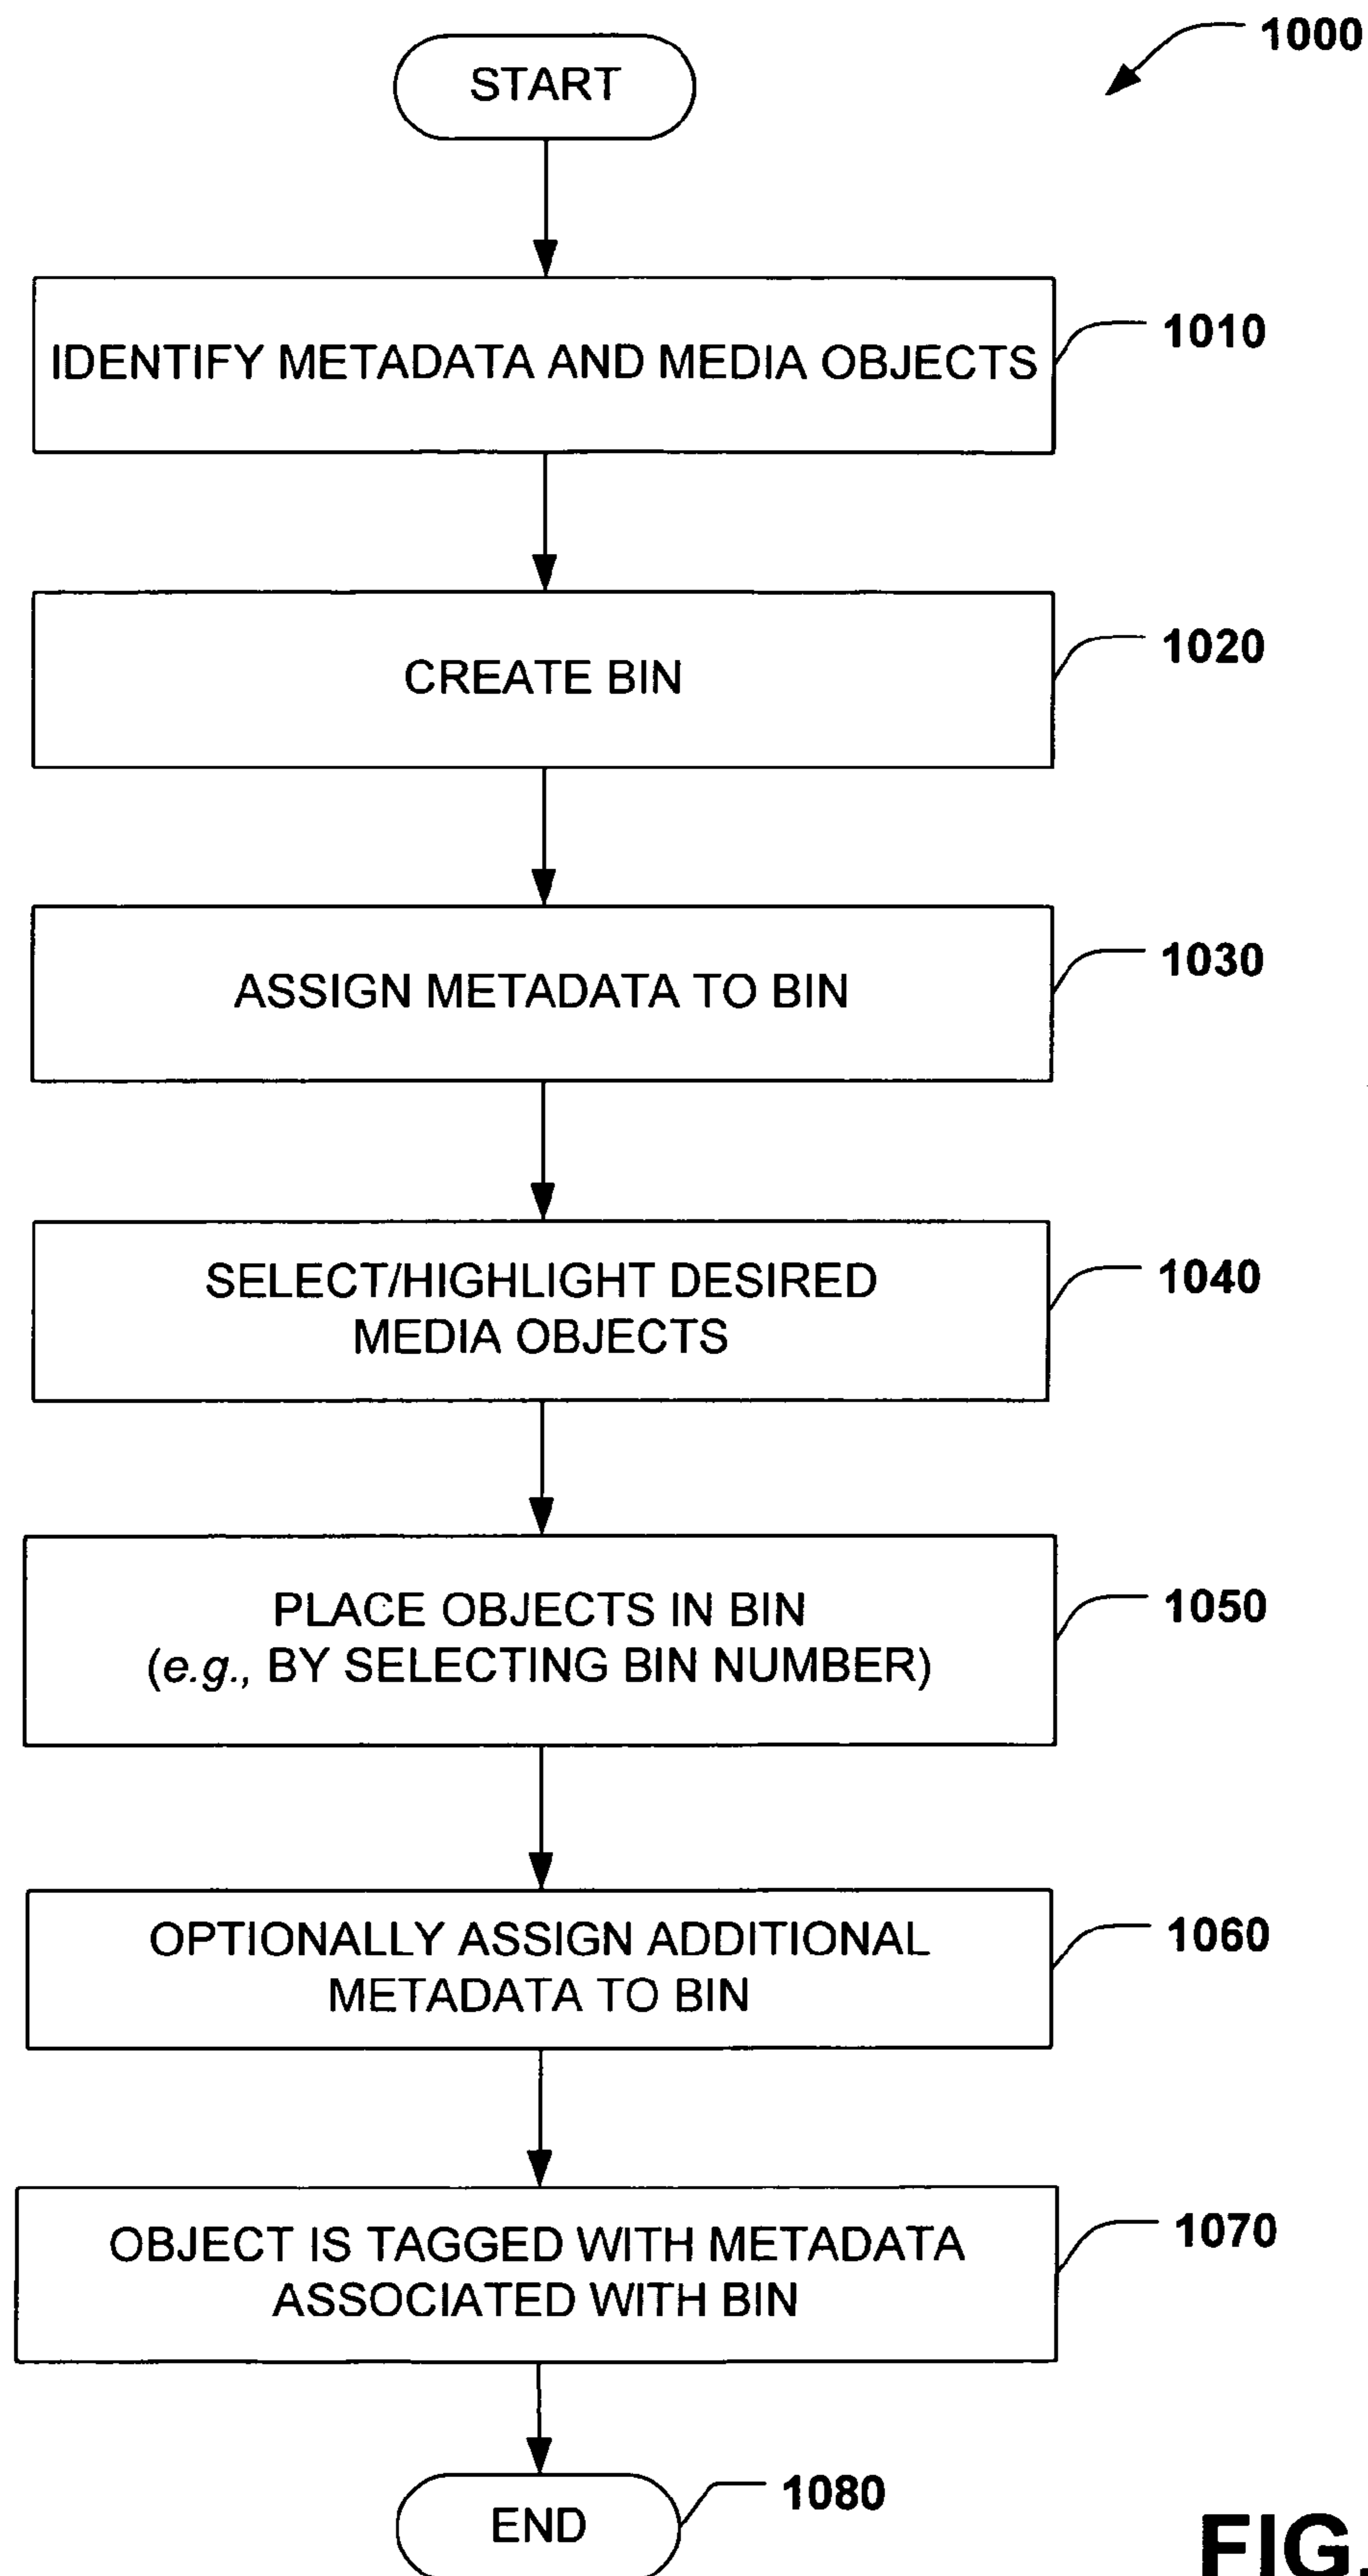 1000
START
IDENTIFY METADATA AND MEDIA OBJECTS
1010
CREATE BIN
1020
ASSIGN METADATA TO BIN
1030
SELECT/HIGHLIGHT DESIRED
MEDIA OBJECTS
1040
PLACE OBJECTS IN BIN
(e.g., BY SELECTING BIN NUMBER)
1050
OPTIONALLY ASSIGN ADDITIONAL
METADATA TO BIN
1060
OBJECT IS TAGGED WITH METADATA
ASSOCIATED WITH BIN
1070
END
1080
FIG.